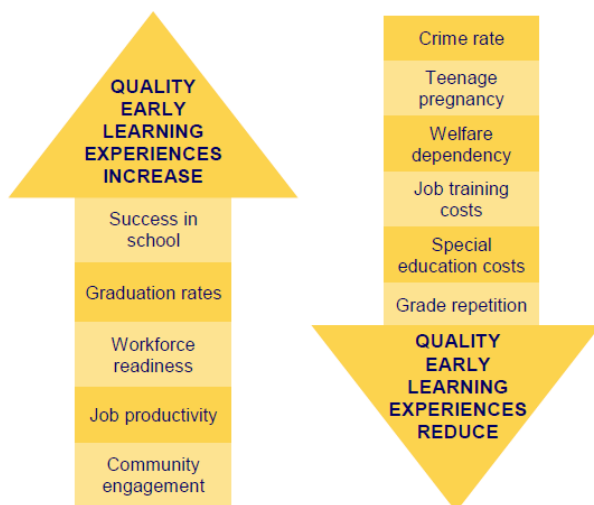 QUALITY
EARLY
LEARNING
EXPERIENCES
INCREASE
Success in
school
Graduation rates
Workforce
readiness
Job productivity
Community
engagement
Crime rate
Teenage
pregnancy
Welfare
dependency
Job training
costs
Special
education costs
Grade repetition
QUALITY
EARLY
LEARNING
EXPERIENCES
REDUCE